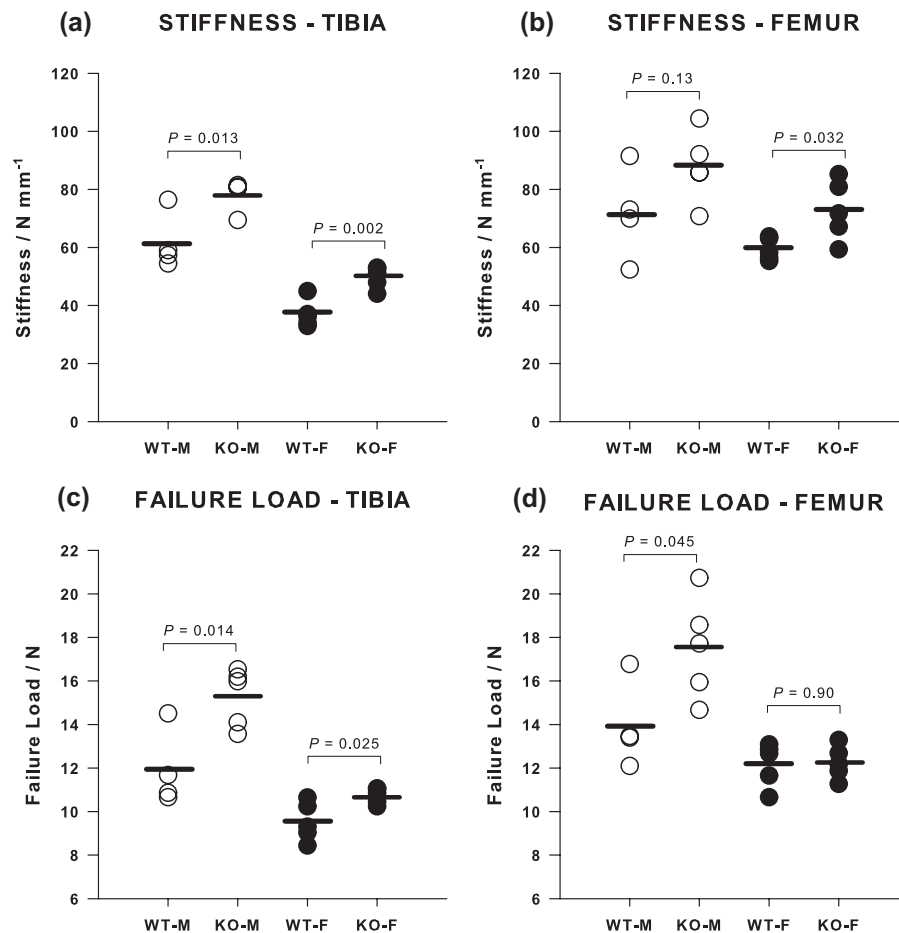 (a) STIFFNESS - TIBIA
Stiffness / N mm⁻¹
120
100
80
60
40
20
0
P = 0.013
P = 0.002
WT-M KO-M WT-F KO-F
(b) STIFFNESS - FEMUR
Stiffness / N mm⁻¹
120
100
80
60
40
20
0
P = 0.13
P = 0.032
WT-M KO-M WT-F KO-F
(c) FAILURE LOAD - TIBIA
Failure Load / N
22
20
18
16
14
12
10
8
6
P = 0.014
P = 0.025
WT-M KO-M WT-F KO-F
(d) FAILURE LOAD - FEMUR
Failure Load / N
22
20
18
16
14
12
10
8
6
P = 0.045
P = 0.90
WT-M KO-M WT-F KO-F